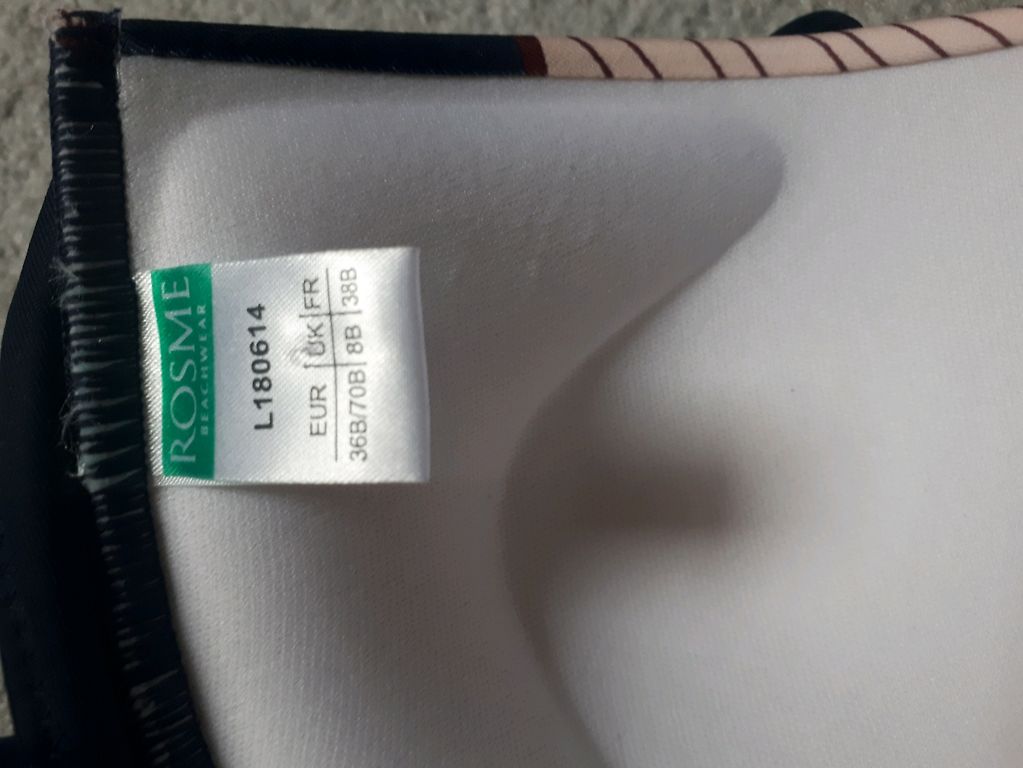 ROSME
BEACHWEAR
L180614
EUR | UK | FR
36B/70B | 8B | 38B